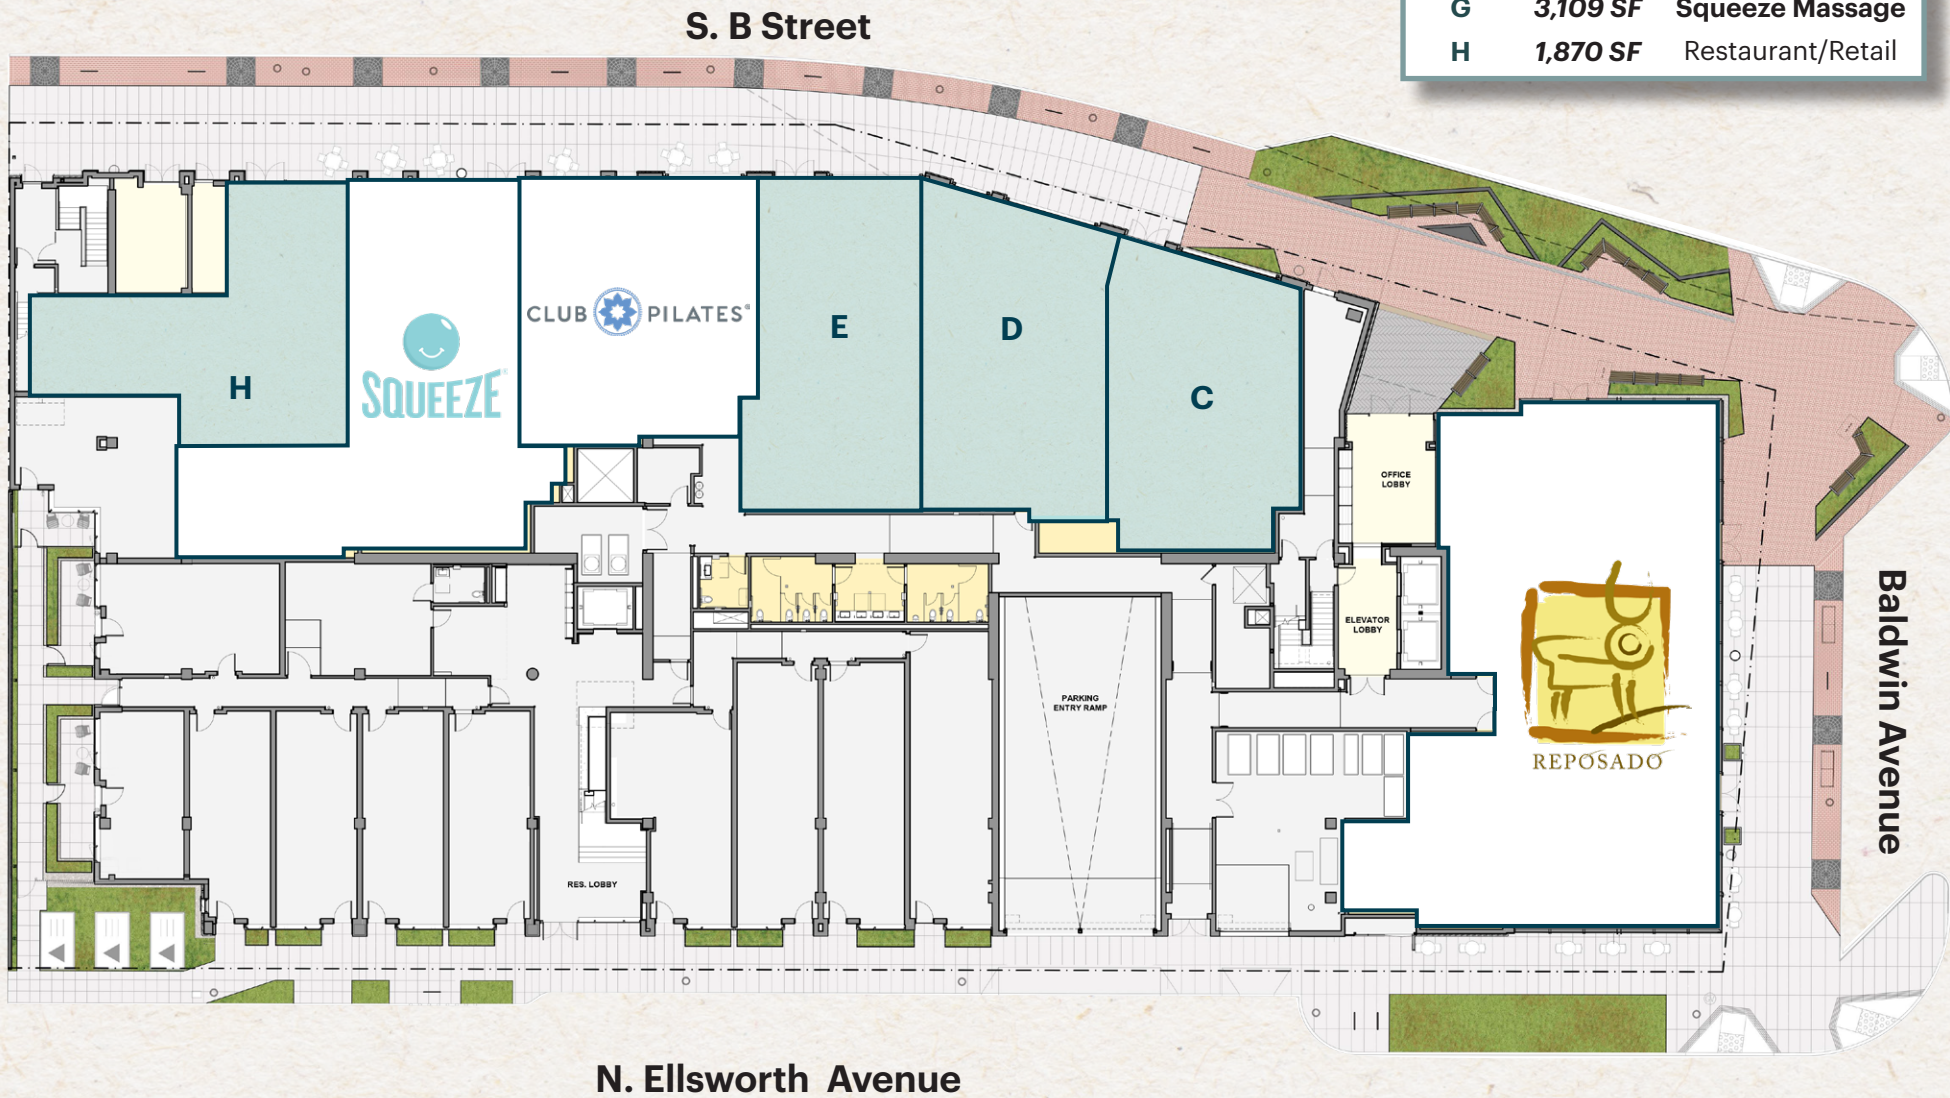 S. B Street
G 3,109 SF Squeeze Massage
H 1,870 SF Restaurant/Retail
H
SQUEEZE
CLUB PILATES
E
D
C
OFFICE
LOBBY
ELEVATOR
LOBBY
PARKING
ENTRY RAMP
RES. LOBBY
REPOSADO
Baldwin Avenue
N. Ellsworth Avenue